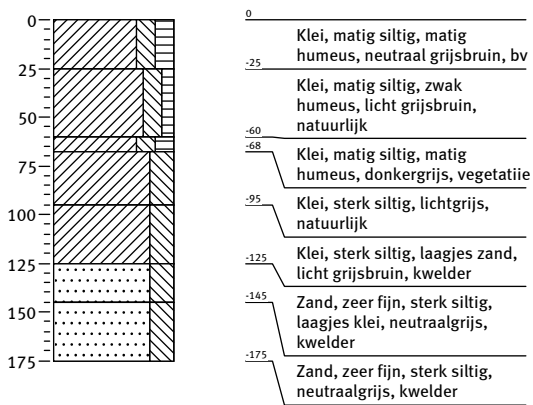 0
25
50
75
100
125
150
175
0
Klei, matig siltig, matig
humeus, neutraal grijsbruin, bv
-25
Klei, matig siltig, zwak
humeus, licht grijsbruin,
natuurlijk
-60
-68
Klei, matig siltig, matig
humeus, donkergrijs, vegetatiie
-95
Klei, sterk siltig, lichtgrijs,
natuurlijk
-125
Klei, sterk siltig, laagjes zand,
licht grijsbruin, kwelder
-145
Zand, zeer fijn, sterk siltig,
laagjes klei, neutraalgrijs,
kwelder
-175
Zand, zeer fijn, sterk siltig,
neutraalgrijs, kwelder